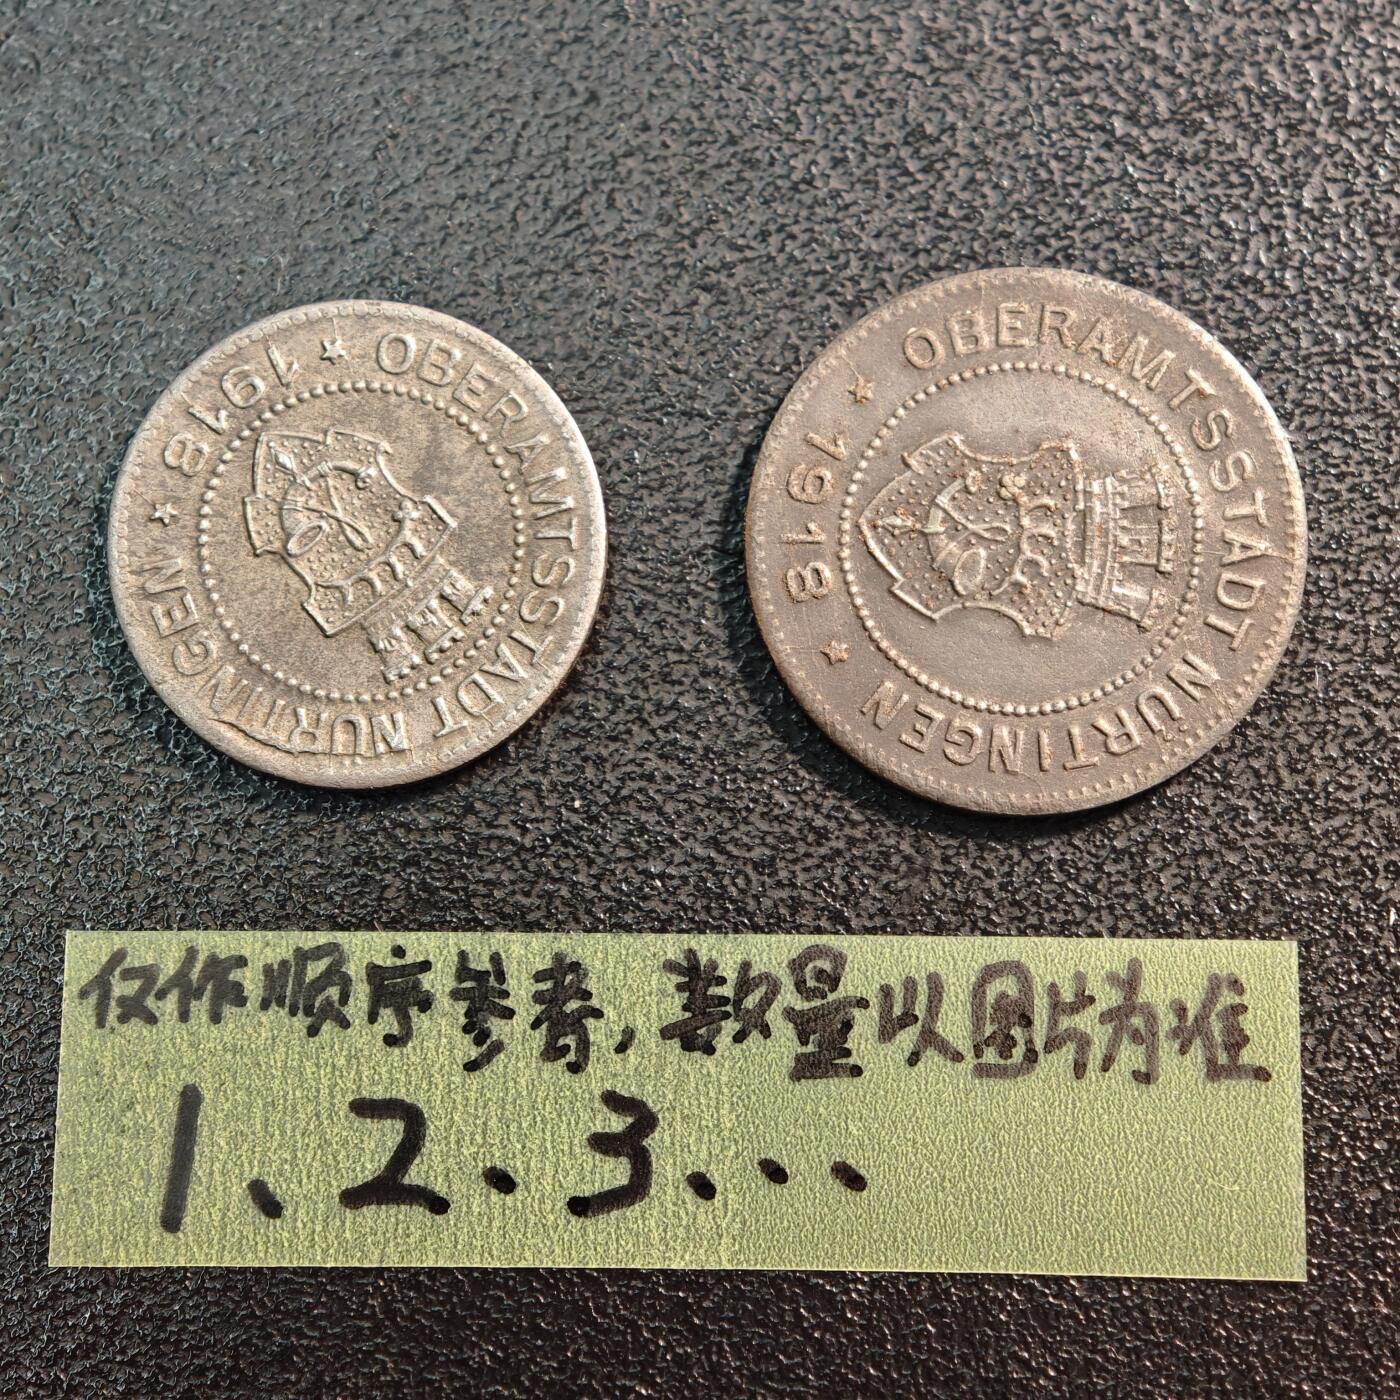 1918 ★ OBERAMTSSTADT NÜRTINGEN ★
1918 ★ OBERAMTSSTADT NÜRTINGEN ★
仅作顺序参考，数量以图片为准
1、2、3...